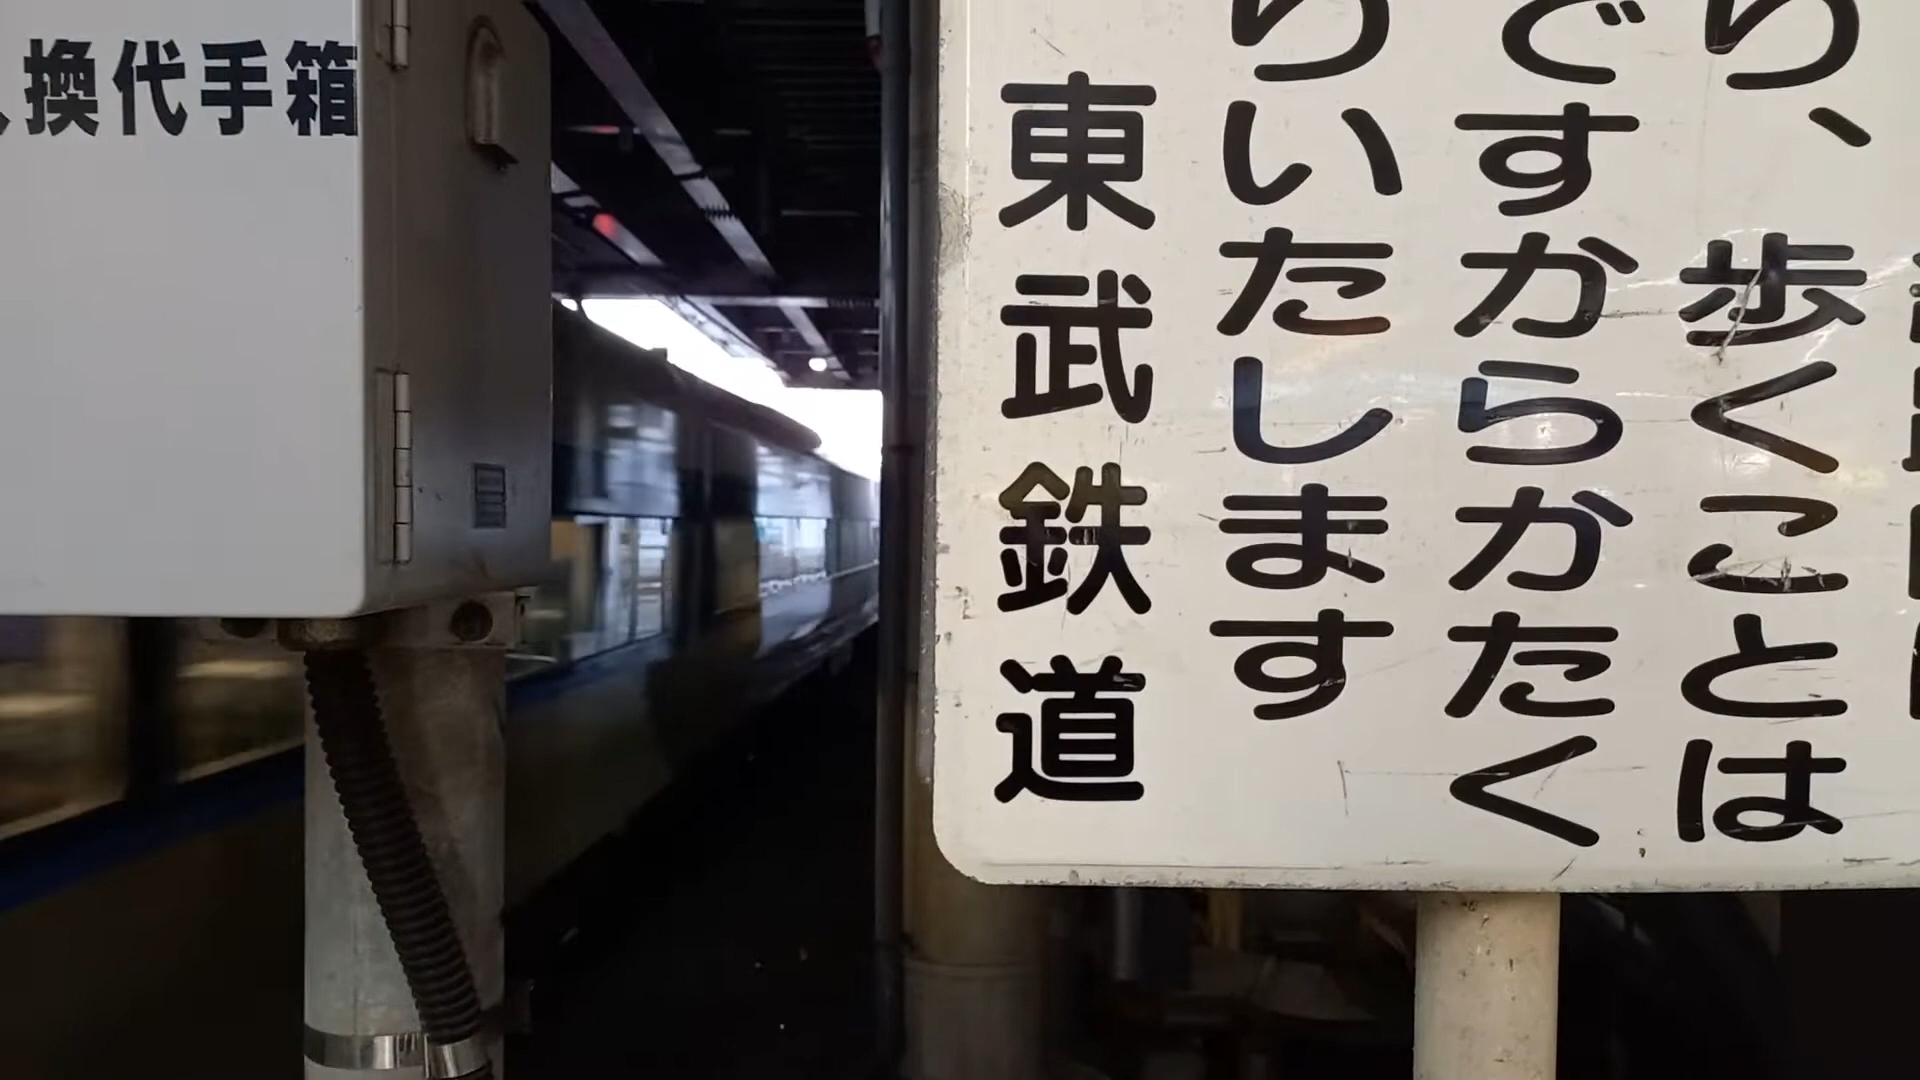 換代手箱
り、歩くことは
ですからかたく
りいたします
東武鉄道